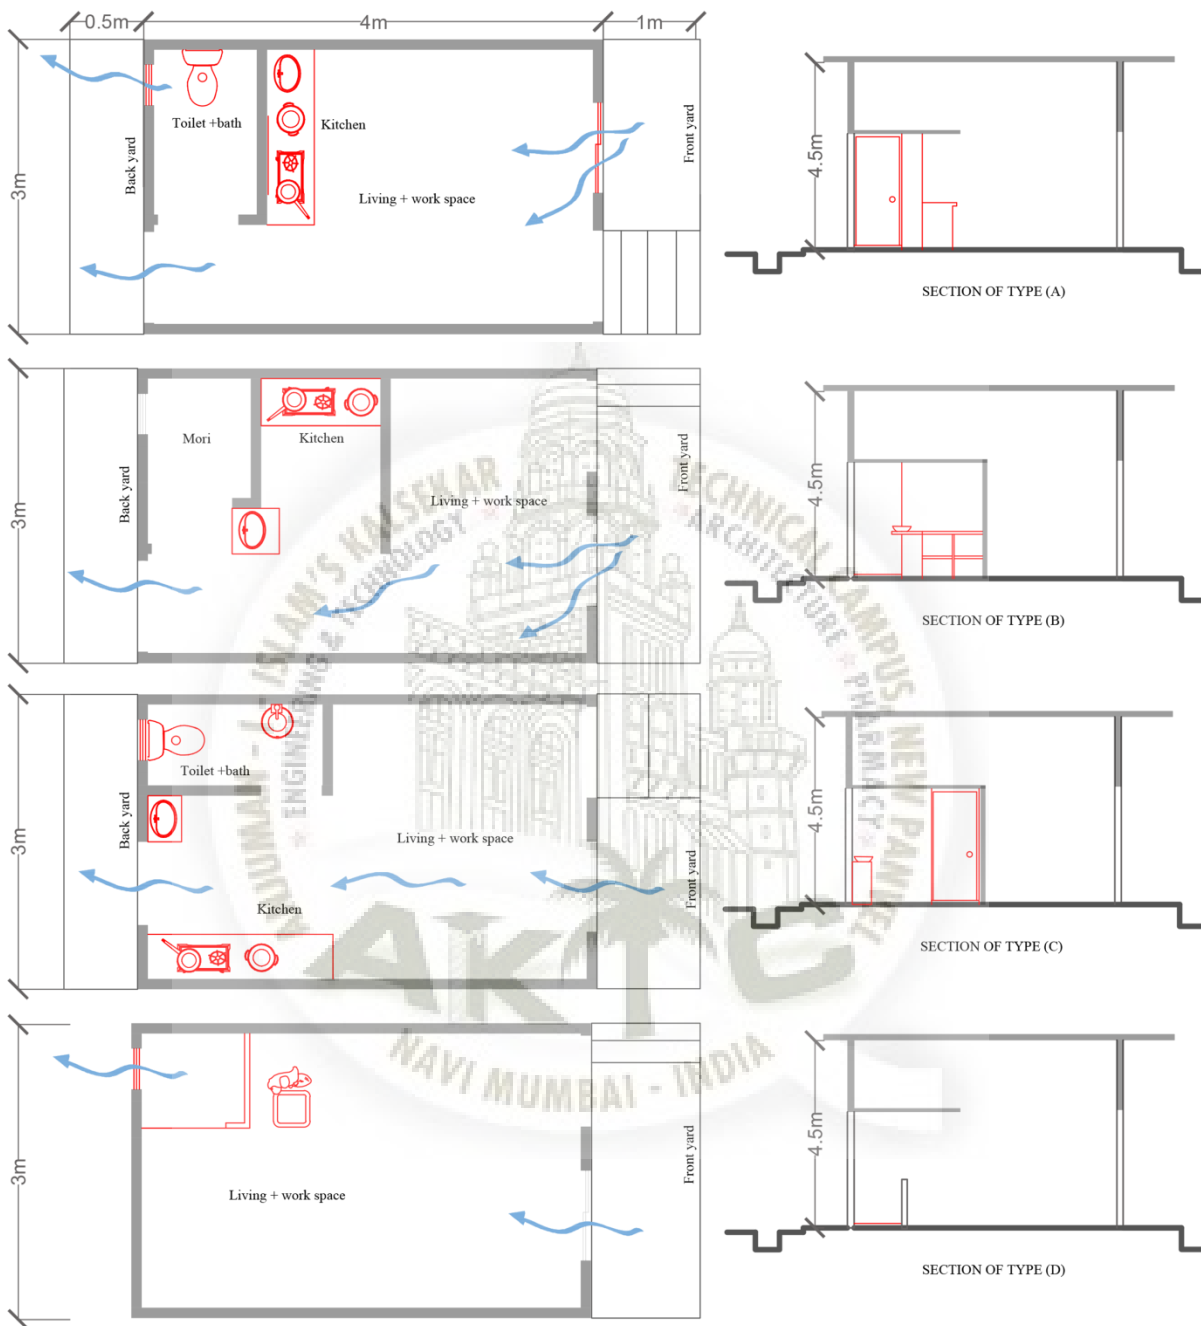 0.5m
4m
1m
3m
Back yard
Toilet +bath
Kitchen
Living + work space
Front yard
4.5m
SECTION OF TYPE (A)
3m
Back yard
Mori
Kitchen
Living + work space
Front yard
4.5m
SECTION OF TYPE (B)
3m
Back yard
Toilet +bath
Living + work space
Kitchen
Front yard
4.5m
SECTION OF TYPE (C)
3m
Living + work space
Front yard
4.5m
SECTION OF TYPE (D)
ISLAM'S KALSEKAR TECHNICAL CAMPUS NEW PANVEL
ENGINEERING & TECHNOLOGY ★ ARCHITECTURE ★ PHARMACY ★
AKTC
NAVI MUMBAI - INDIA